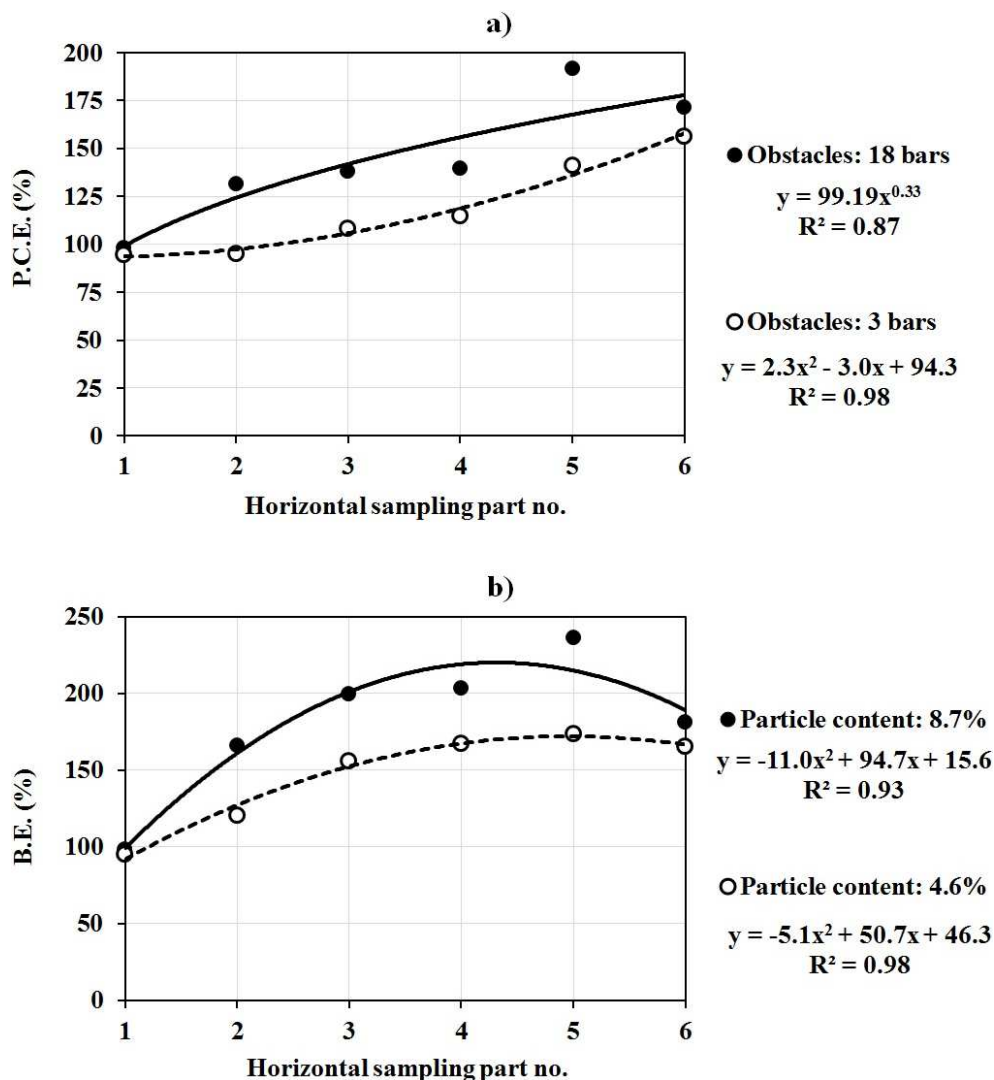 a)
P.C.E. (%)
200
175
150
125
100
75
50
25
0
1 2 3 4 5 6
Horizontal sampling part no.
Obstacles: 18 bars
y = 99.19x^0.33
R² = 0.87
Obstacles: 3 bars
y = 2.3x² - 3.0x + 94.3
R² = 0.98
b)
B.E. (%)
250
200
150
100
50
0
1 2 3 4 5 6
Horizontal sampling part no.
Particle content: 8.7%
y = -11.0x² + 94.7x + 15.6
R² = 0.93
Particle content: 4.6%
y = -5.1x² + 50.7x + 46.3
R² = 0.98